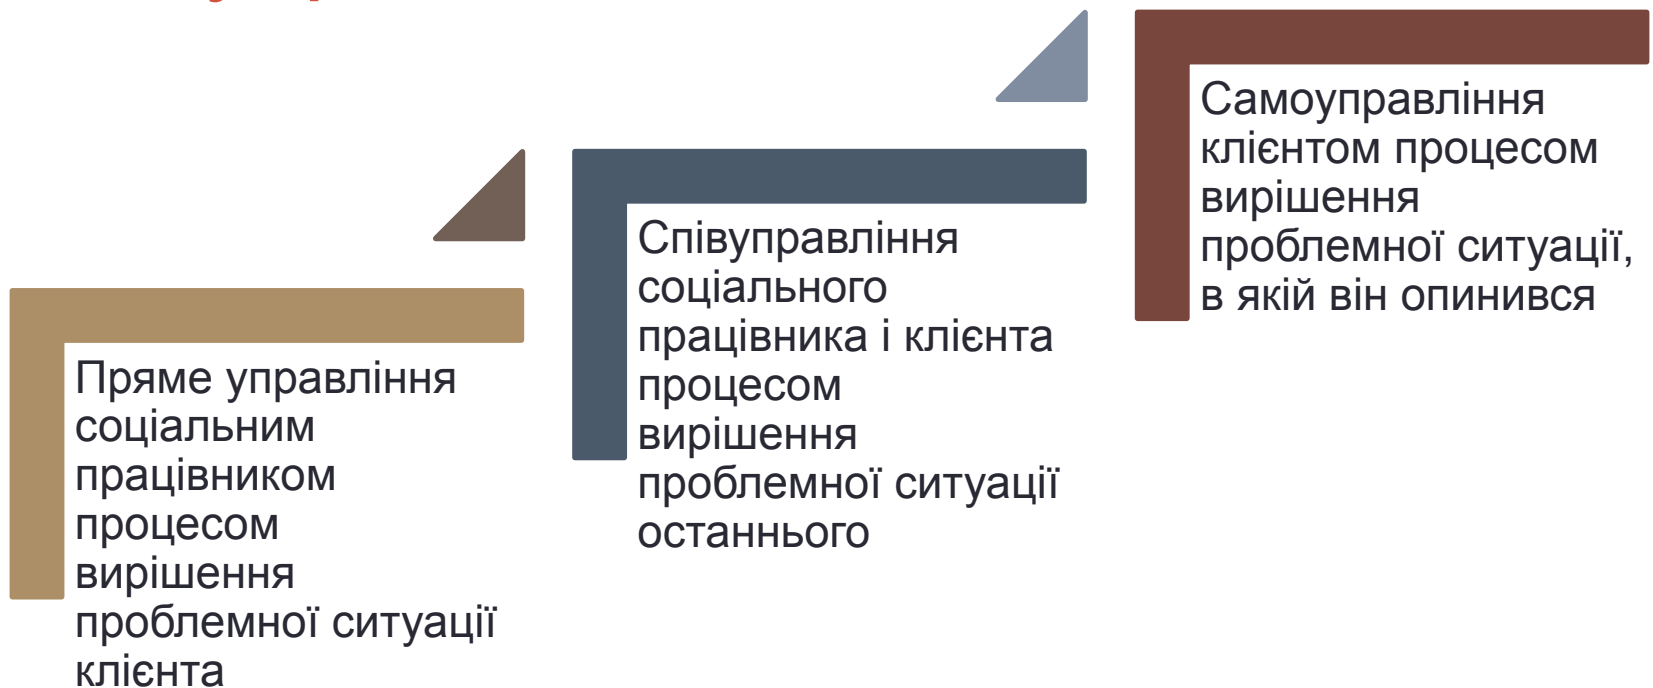 Пряме управління
соціальним
працівником
процесом
вирішення
проблемної ситуації
клієнта
Співуправління
соціального
працівника і клієнта
процесом
вирішення
проблемної ситуації
останнього
Самоуправління
клієнтом процесом
вирішення
проблемної ситуації,
в якій він опинився